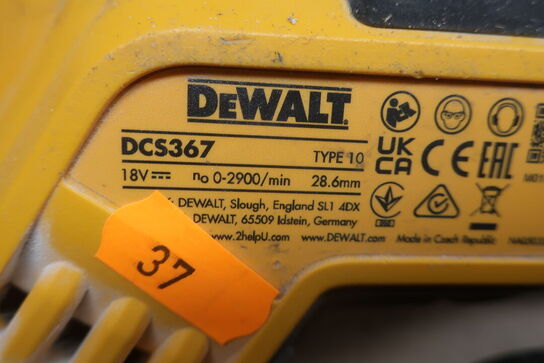 DEWALT
DCS367
TYPE 10
18V n₀ 0-2900/min 28.6mm
UK
CA CE EAC
DEWALT, Slough, England SL1 4DX
DEWALT, 65509 Idstein, Germany
www.2helpU.com www.DEWALT.com Made in Czech Republic
37